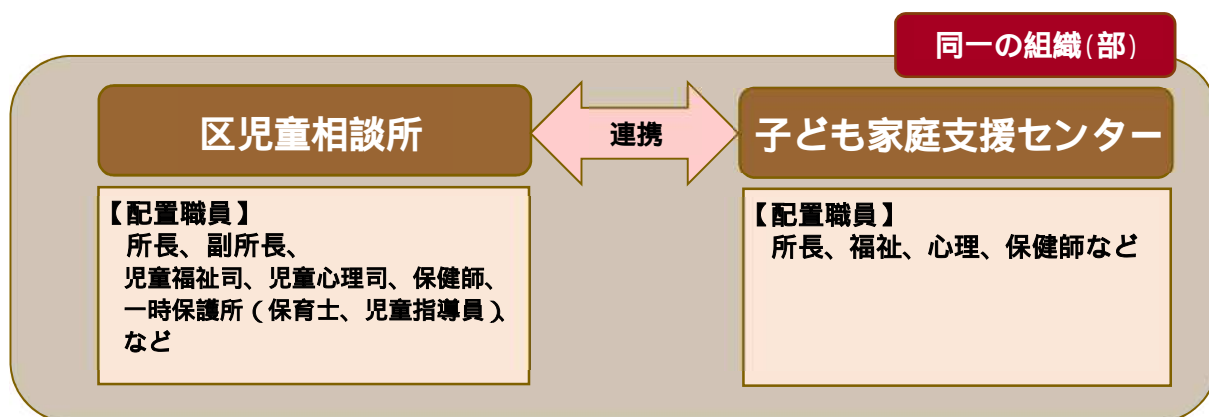 同一の組織(部)
区児童相談所
連携
子ども家庭支援センター
【配置職員】
所長、副所長、
児童福祉司、児童心理司、保健師、
一時保護所(保育士、児童指導員)、
など
【配置職員】
所長、福祉、心理、保健師など